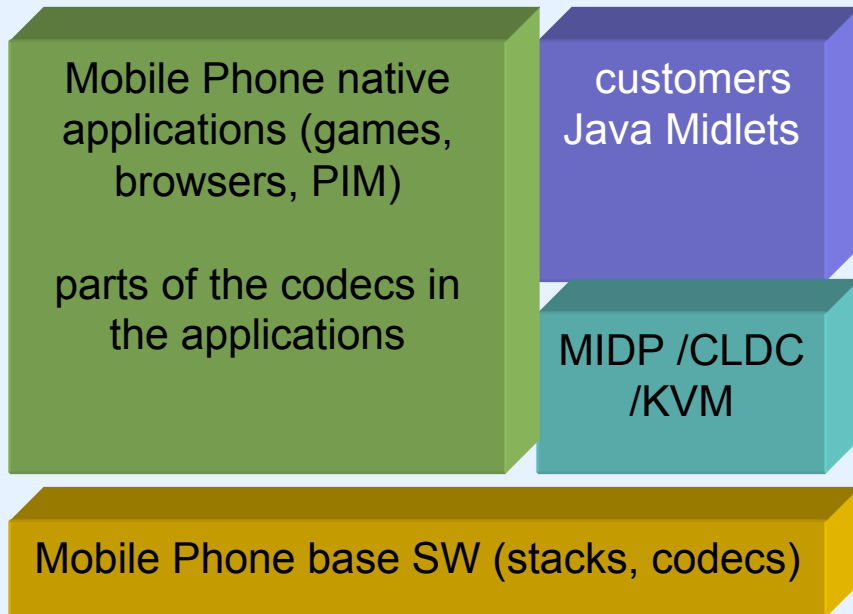 Mobile Phone native
applications (games,
browsers, PIM)
parts of the codecs in
the applications
customers
Java Midlets
MIDP /CLDC
/KVM
Mobile Phone base SW (stacks, codecs)